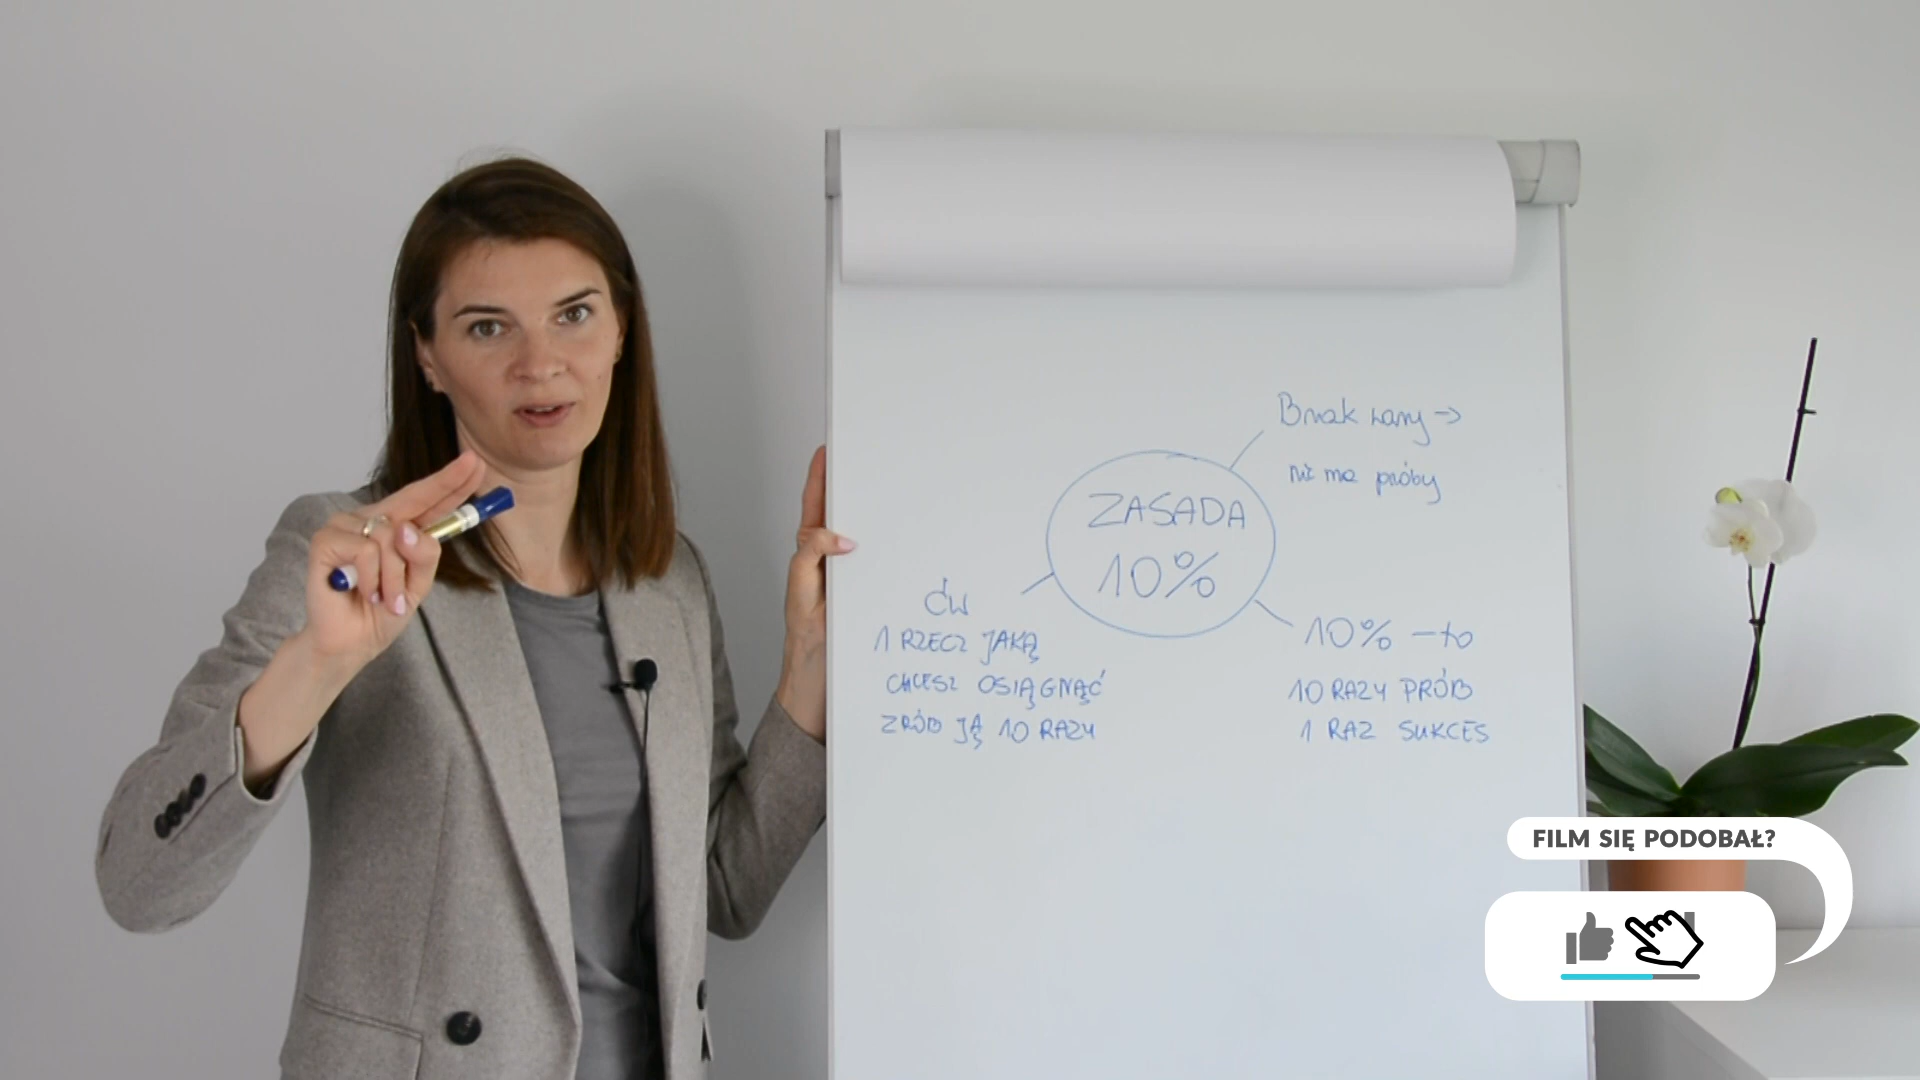 Brak wiary →
nie ma próby
ZASADA
10%
ĆW
1 RZECZ JAKĄ
CHCESZ OSIĄGNĄĆ
ZRÓB JĄ 10 RAZY
10% – to
10 RAZY PRÓB
1 RAZ SUKCES
FILM SIĘ PODOBAŁ?